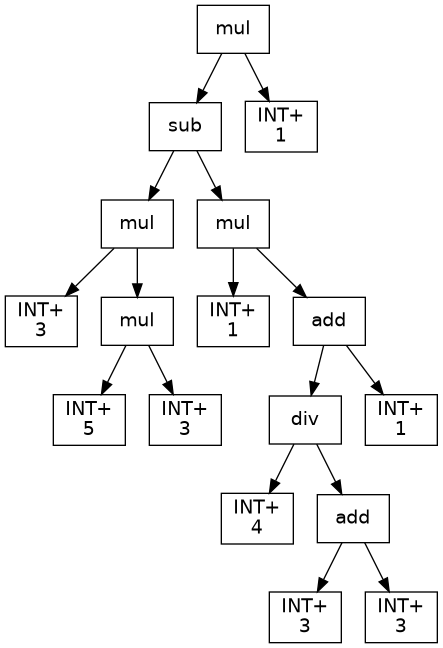 mul
sub
INT+
1
mul
mul
INT+
3
mul
INT+
1
add
INT+
5
INT+
3
div
INT+
1
INT+
4
add
INT+
3
INT+
3